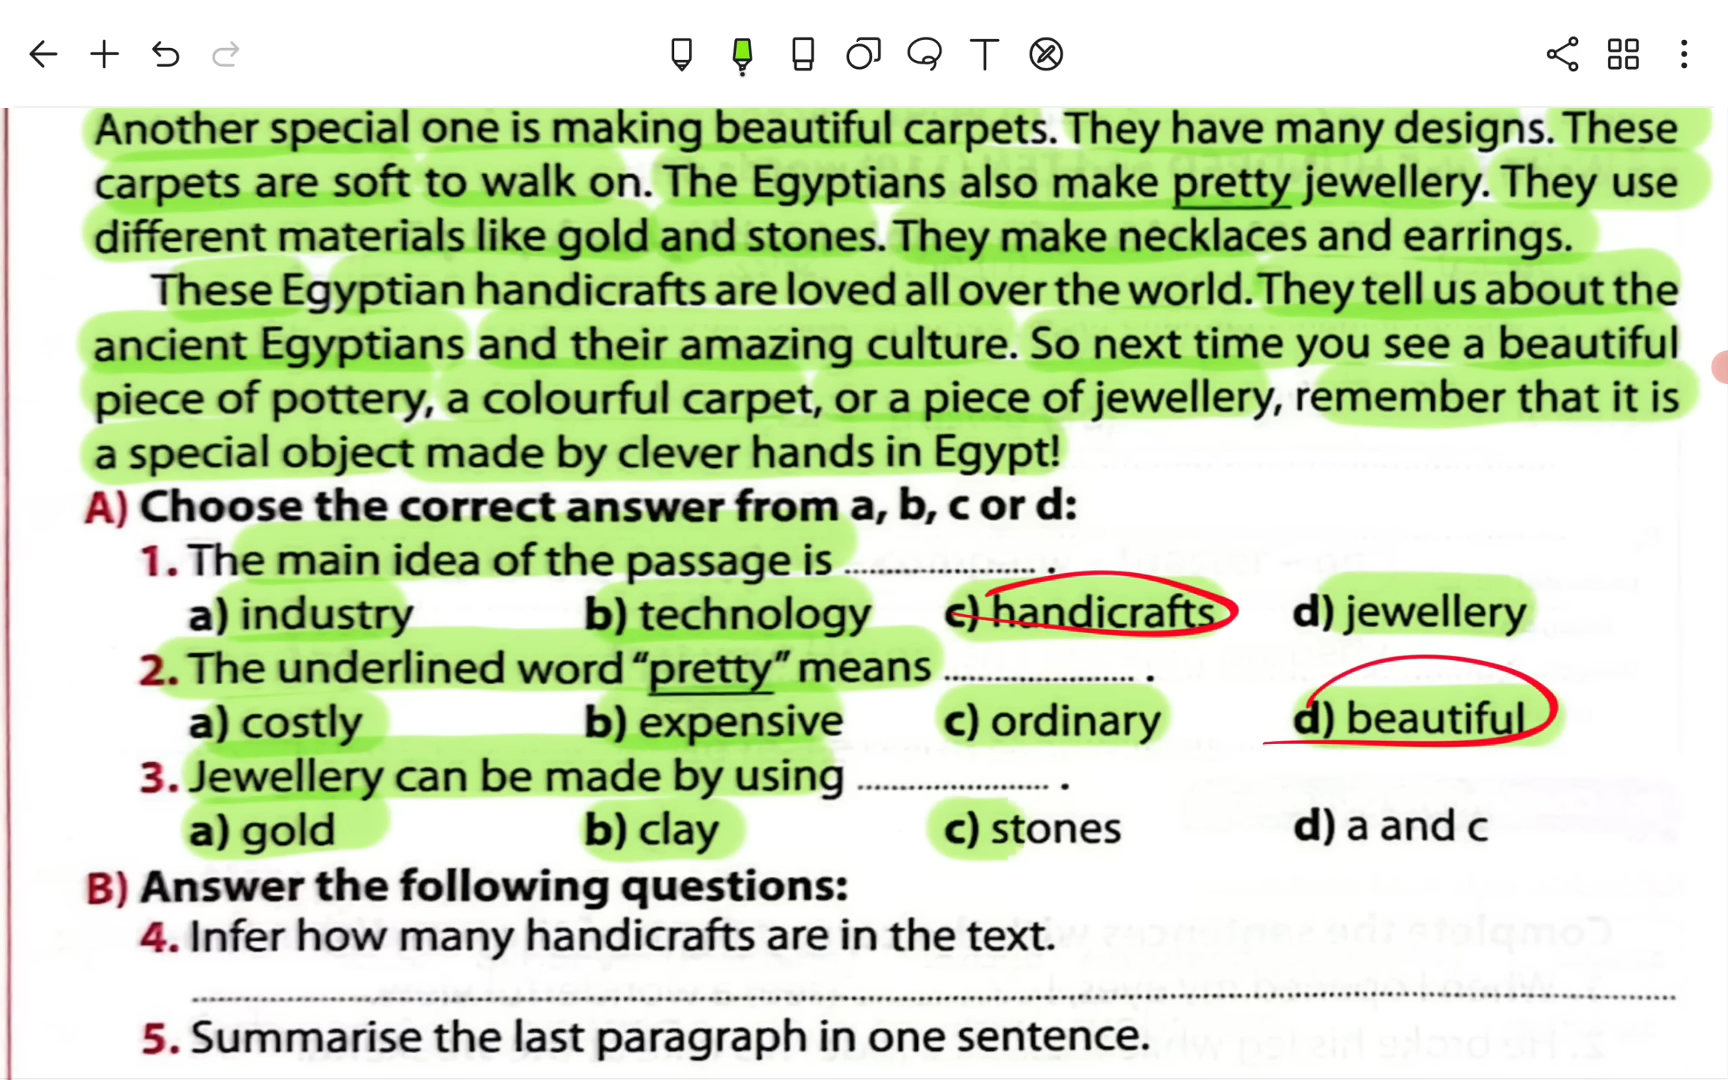 Another special one is making beautiful carpets. They have many designs. These
carpets are soft to walk on. The Egyptians also make pretty jewellery. They use
different materials like gold and stones. They make necklaces and earrings.
These Egyptian handicrafts are loved all over the world. They tell us about the
ancient Egyptians and their amazing culture. So next time you see a beautiful
piece of pottery, a colourful carpet, or a piece of jewellery, remember that it is
a special object made by clever hands in Egypt!
A) Choose the correct answer from a, b, c or d:
1. The main idea of the passage is .................... .
a) industry b) technology c) handicrafts d) jewellery
2. The underlined word “pretty” means .................... .
a) costly b) expensive c) ordinary d) beautiful
3. Jewellery can be made by using .................... .
a) gold b) clay c) stones d) a and c
B) Answer the following questions:
4. Infer how many handicrafts are in the text.
5. Summarise the last paragraph in one sentence.